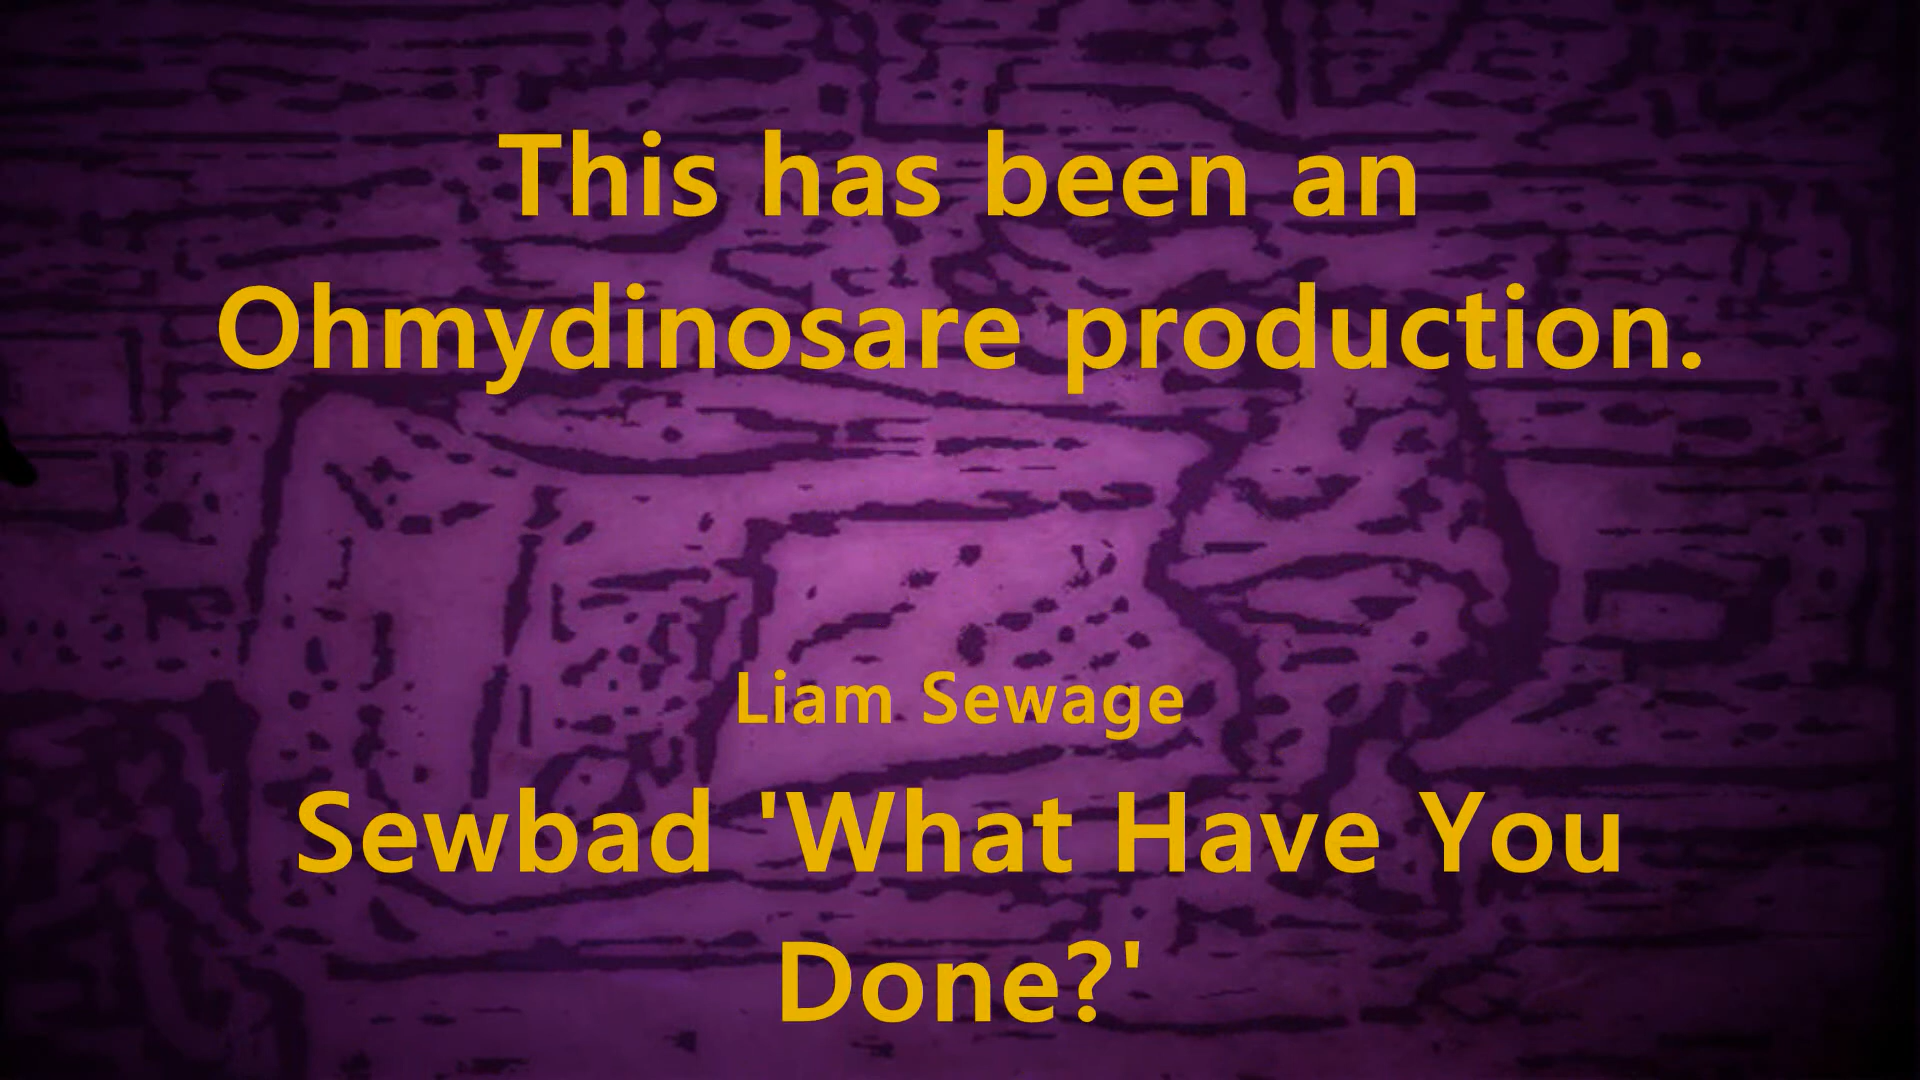 This has been an
Ohmydinosare production.
Liam Sewage
Sewbad 'What Have You
Done?'